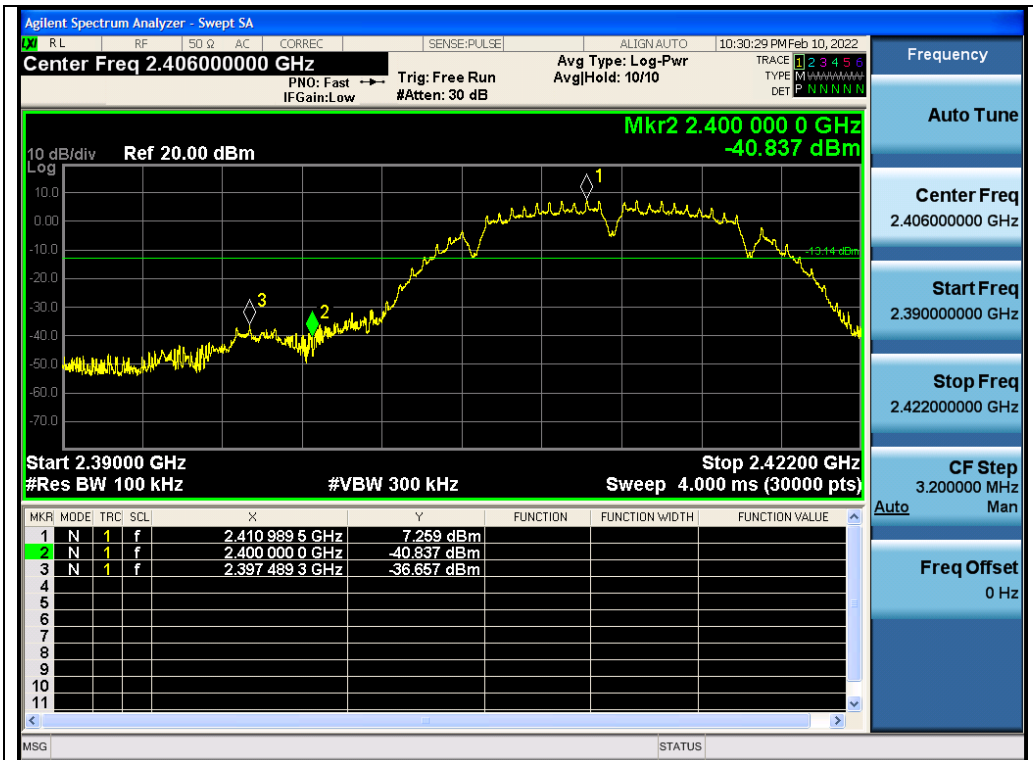 Agilent Spectrum Analyzer - Swept SA
LXI RL RF 50 Ω AC CORREC SENSE:PULSE ALIGN AUTO 10:30:29 PM Feb 10, 2022
Center Freq 2.406000000 GHz
PNO: Fast
IFGain:Low
Trig: Free Run
#Atten: 30 dB
Avg Type: Log-Pwr
Avg|Hold: 10/10
TRACE 1 2 3 4 5 6
TYPE M WWWWW
DET P N N N N N
Mkr2 2.400 000 0 GHz
-40.837 dBm
10 dB/div Ref 20.00 dBm
Log
10.0
0.00
-10.0
-20.0
-30.0
-40.0
-50.0
-60.0
-70.0
1
-13.14 dBm
3
2
Start 2.39000 GHz Stop 2.42200 GHz
#Res BW 100 kHz #VBW 300 kHz Sweep 4.000 ms (30000 pts)
MKR MODE TRC SCL X Y FUNCTION FUNCTION WIDTH FUNCTION VALUE
1 N 1 f 2.410 989 5 GHz 7.259 dBm
2 N 1 f 2.400 000 0 GHz -40.837 dBm
3 N 1 f 2.397 489 3 GHz -36.657 dBm
4
5
6
7
8
9
10
11
MSG STATUS
Frequency
Auto Tune
Center Freq
2.406000000 GHz
Start Freq
2.390000000 GHz
Stop Freq
2.422000000 GHz
CF Step
3.200000 MHz
Auto Man
Freq Offset
0 Hz